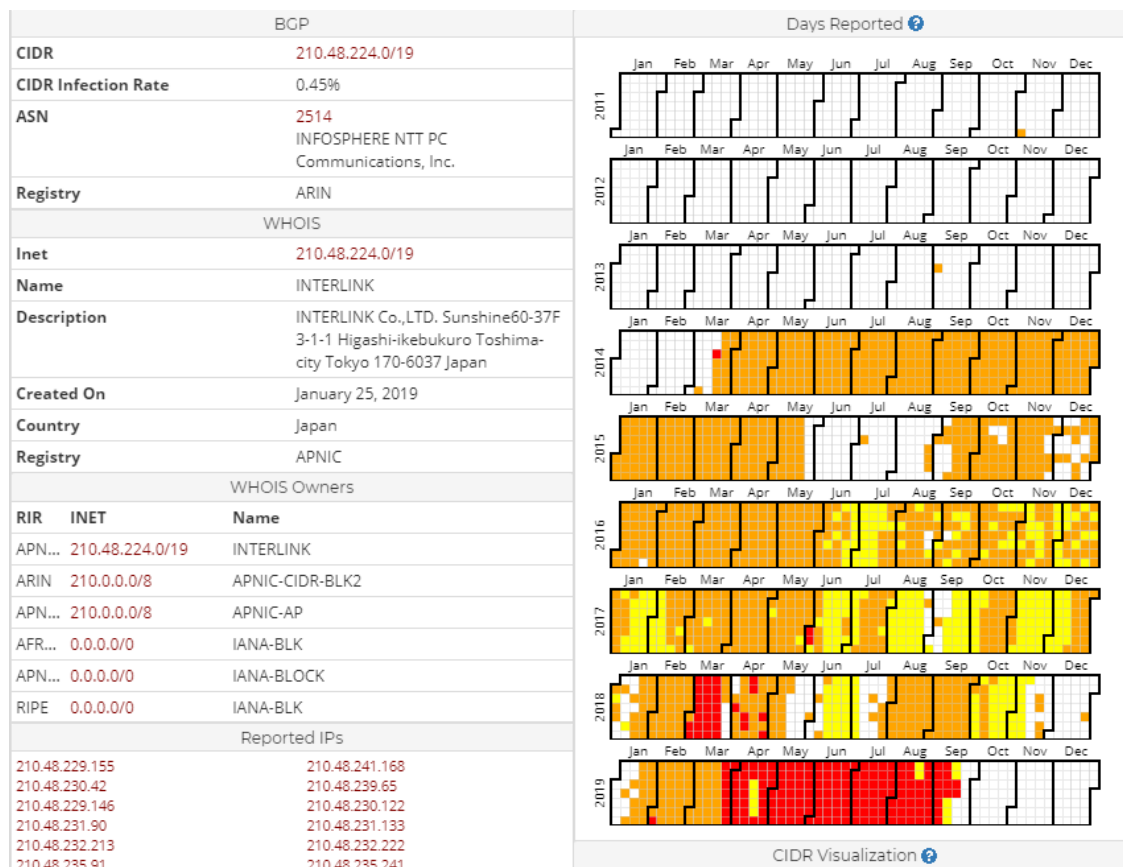 BGP
CIDR 210.48.224.0/19
CIDR Infection Rate 0.45%
ASN 2514
INFOSPHERE NTT PC
Communications, Inc.
Registry ARIN
WHOIS
Inet 210.48.224.0/19
Name INTERLINK
Description INTERLINK Co.,LTD. Sunshine60-37F
3-1-1 Higashi-ikebukuro Toshima-
city Tokyo 170-6037 Japan
Created On January 25, 2019
Country Japan
Registry APNIC
WHOIS Owners
RIR INET Name
APN... 210.48.224.0/19 INTERLINK
ARIN 210.0.0.0/8 APNIC-CIDR-BLK2
APN... 210.0.0.0/8 APNIC-AP
AFR... 0.0.0.0/0 IANA-BLK
APN... 0.0.0.0/0 IANA-BLOCK
RIPE 0.0.0.0/0 IANA-BLK
Reported IPs
210.48.229.155 210.48.241.168
210.48.230.42 210.48.239.65
210.48.229.146 210.48.230.122
210.48.231.90 210.48.231.133
210.48.232.213 210.48.232.222
210.48.235.91 210.48.235.241
Days Reported ?
Jan Feb Mar Apr May Jun Jul Aug Sep Oct Nov Dec
2011
Jan Feb Mar Apr May Jun Jul Aug Sep Oct Nov Dec
2012
Jan Feb Mar Apr May Jun Jul Aug Sep Oct Nov Dec
2013
Jan Feb Mar Apr May Jun Jul Aug Sep Oct Nov Dec
2014
Jan Feb Mar Apr May Jun Jul Aug Sep Oct Nov Dec
2015
Jan Feb Mar Apr May Jun Jul Aug Sep Oct Nov Dec
2016
Jan Feb Mar Apr May Jun Jul Aug Sep Oct Nov Dec
2017
Jan Feb Mar Apr May Jun Jul Aug Sep Oct Nov Dec
2018
Jan Feb Mar Apr May Jun Jul Aug Sep Oct Nov Dec
2019
CIDR Visualization ?